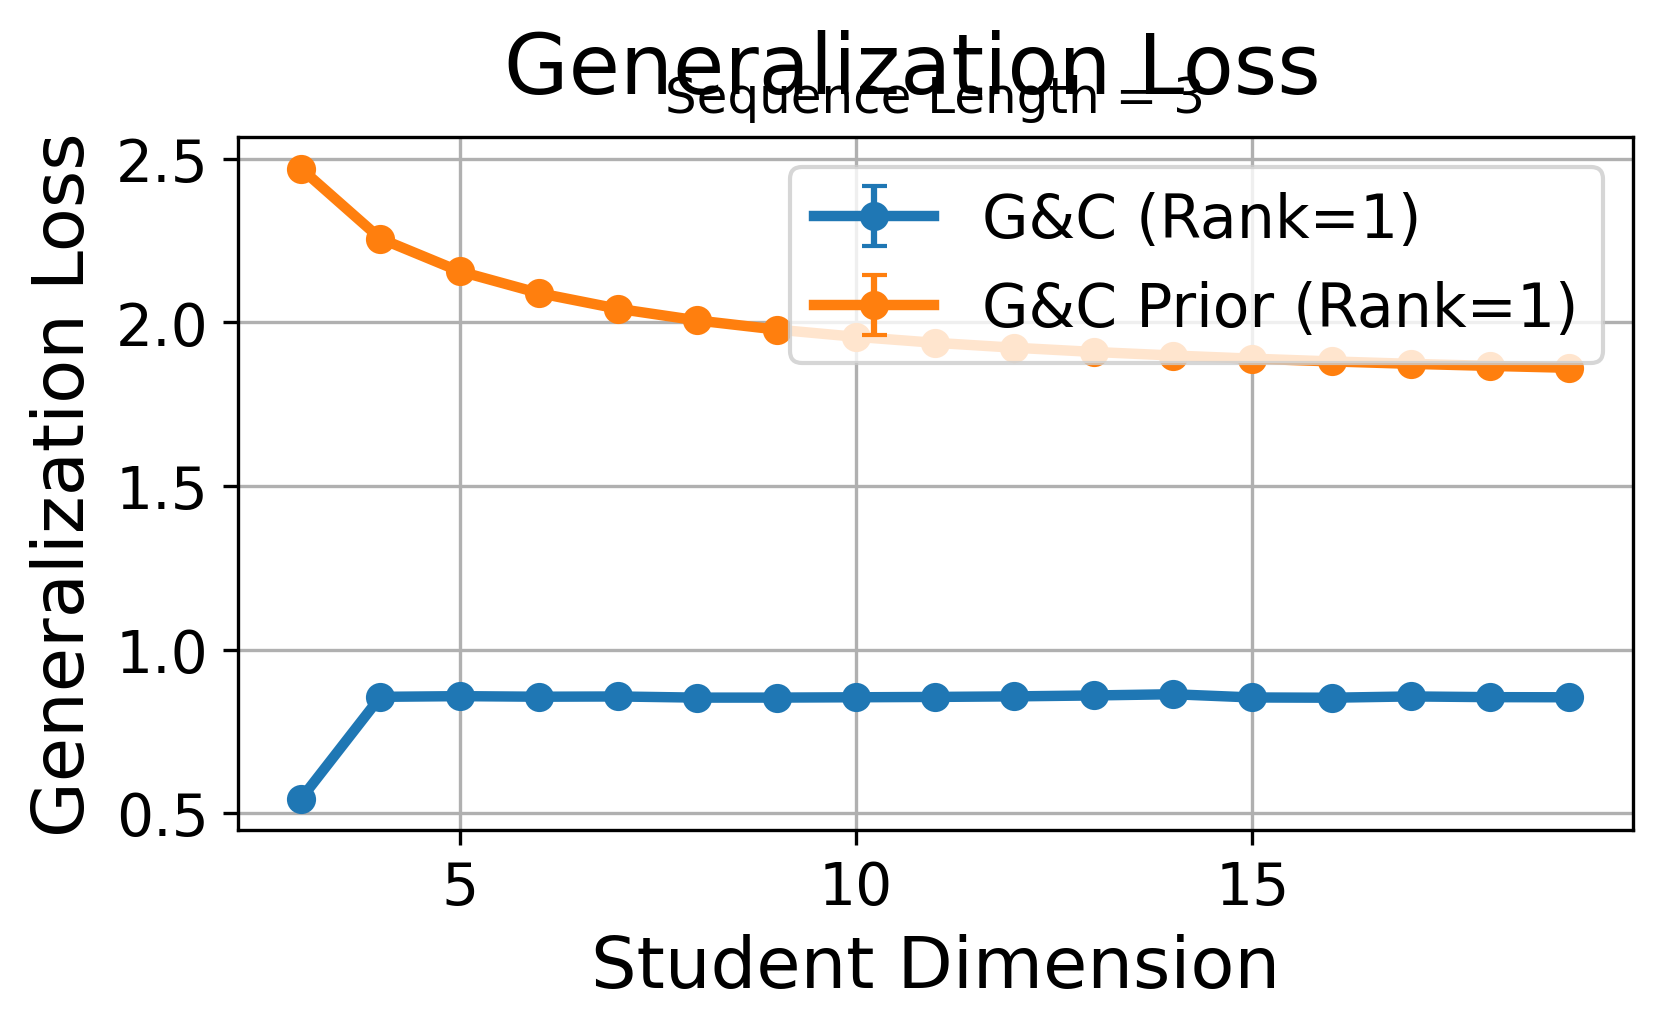 Generalization Loss
Sequence Length = 3
Generalization Loss
2.5
2.0
1.5
1.0
0.5
G&C (Rank=1)
G&C Prior (Rank=1)
5 10 15
Student Dimension